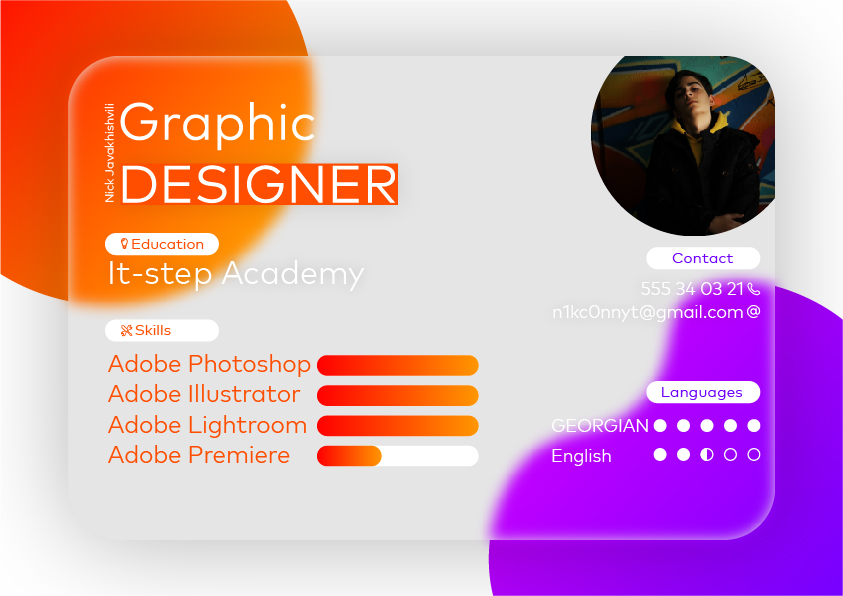 Nick Javakhishvili
Graphic
DESIGNER
Education
It-step Academy
Skills
Adobe Photoshop
Adobe Illustrator
Adobe Lightroom
Adobe Premiere
Contact
555 34 03 21
n1kc0nnyt@gmail.com @
Languages
GEORGIAN
English